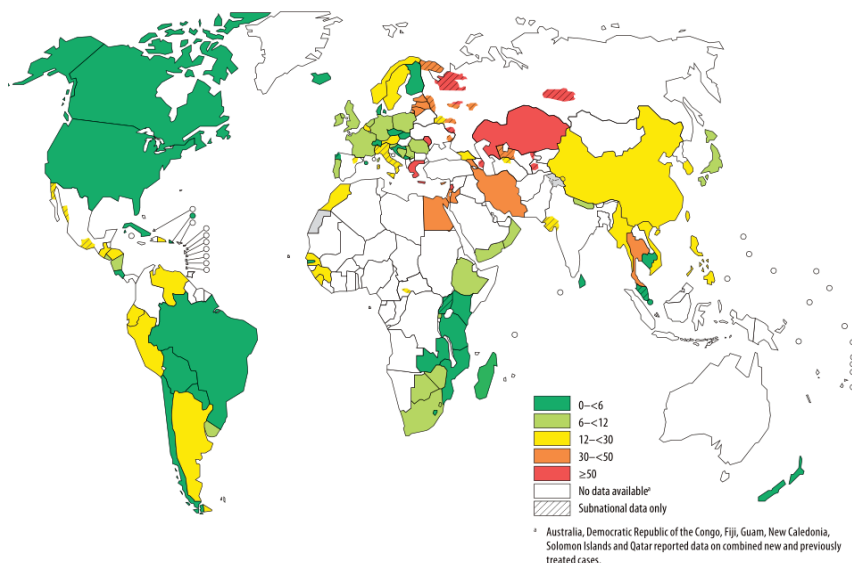 0–<6
6–<12
12–<30
30–<50
≥50
No data availableᵃ
Subnational data only
ᵃ Australia, Democratic Republic of the Congo, Fiji, Guam, New Caledonia,
Solomon Islands and Qatar reported data on combined new and previously
treated cases.